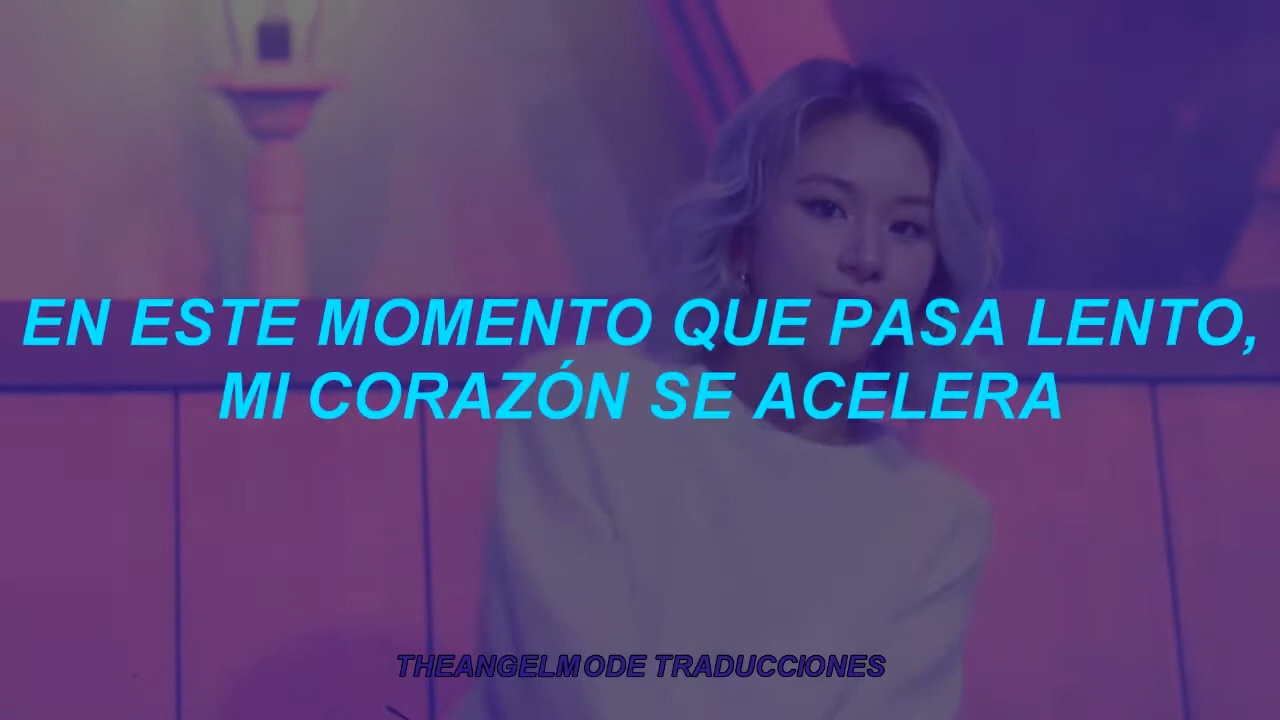 EN ESTE MOMENTO QUE PASA LENTO,
MI CORAZÓN SE ACELERA
THEANGELMODE TRADUCCIONES